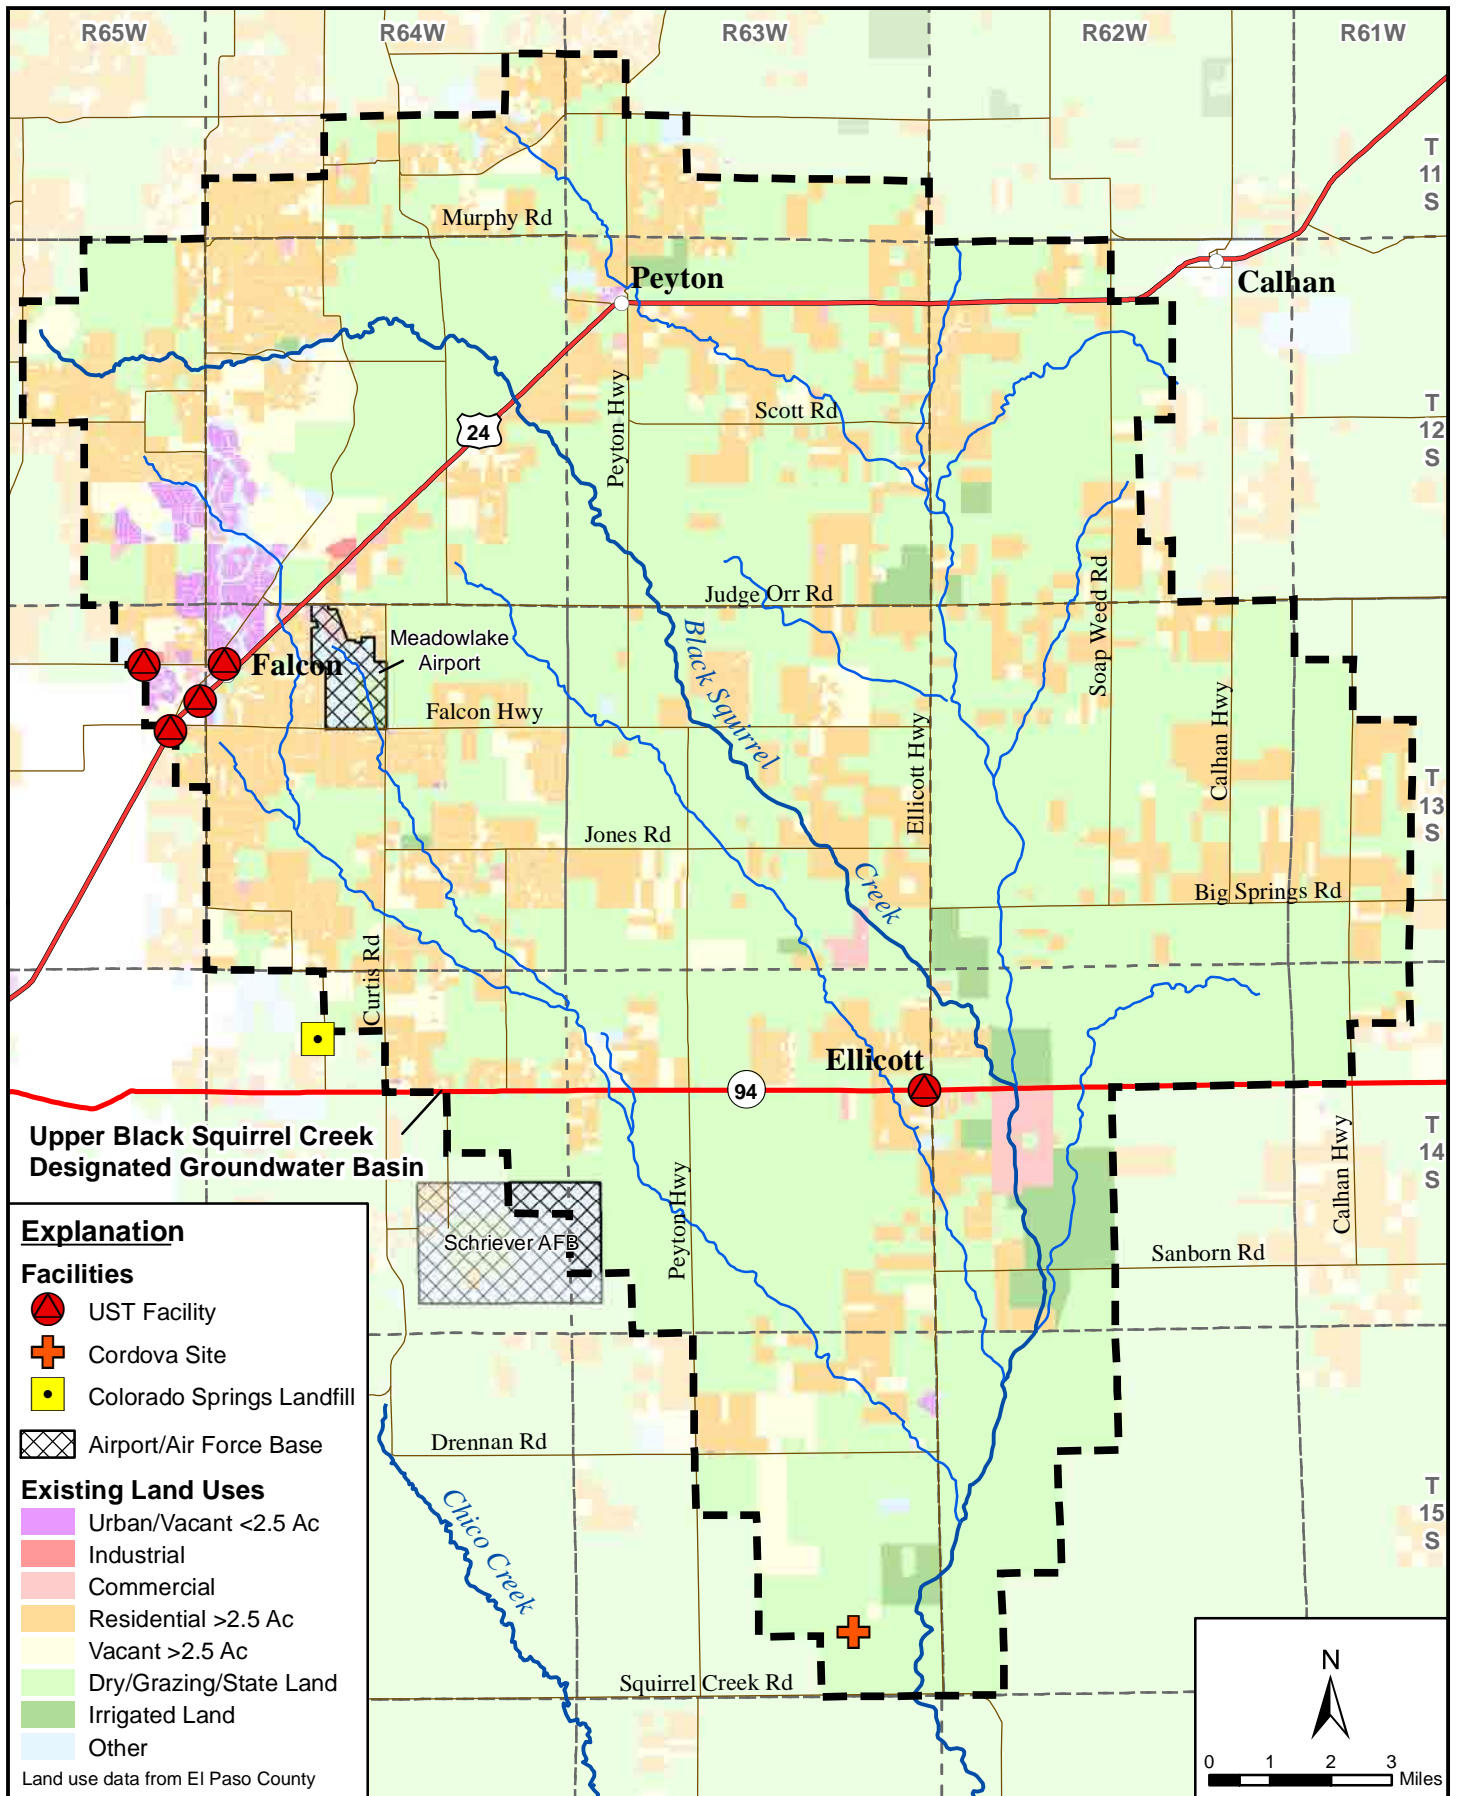 R65W
R64W
R63W
R62W
R61W
T
11
S
Murphy Rd
Peyton
Calhan
Peyton Hwy
Scott Rd
24
T
12
S
Judge Orr Rd
Soap Weed Rd
Black Squirrel
Creek
Meadowlake
Airport
Falcon
Falcon Hwy
Ellicott Hwy
Calhan Hwy
T
13
S
Jones Rd
Big Springs Rd
Curtis Rd
Ellicott
94
Upper Black Squirrel Creek
Designated Groundwater Basin
T
14
S
Calhan Hwy
Peyton Hwy
Schriever AFB
Sanborn Rd
Drennan Rd
Chico Creek
T
15
S
Squirrel Creek Rd
Explanation
Facilities
UST Facility
Cordova Site
Colorado Springs Landfill
Airport/Air Force Base
Existing Land Uses
Urban/Vacant <2.5 Ac
Industrial
Commercial
Residential >2.5 Ac
Vacant >2.5 Ac
Dry/Grazing/State Land
Irrigated Land
Other
Land use data from El Paso County
N
0 1 2 3
Miles